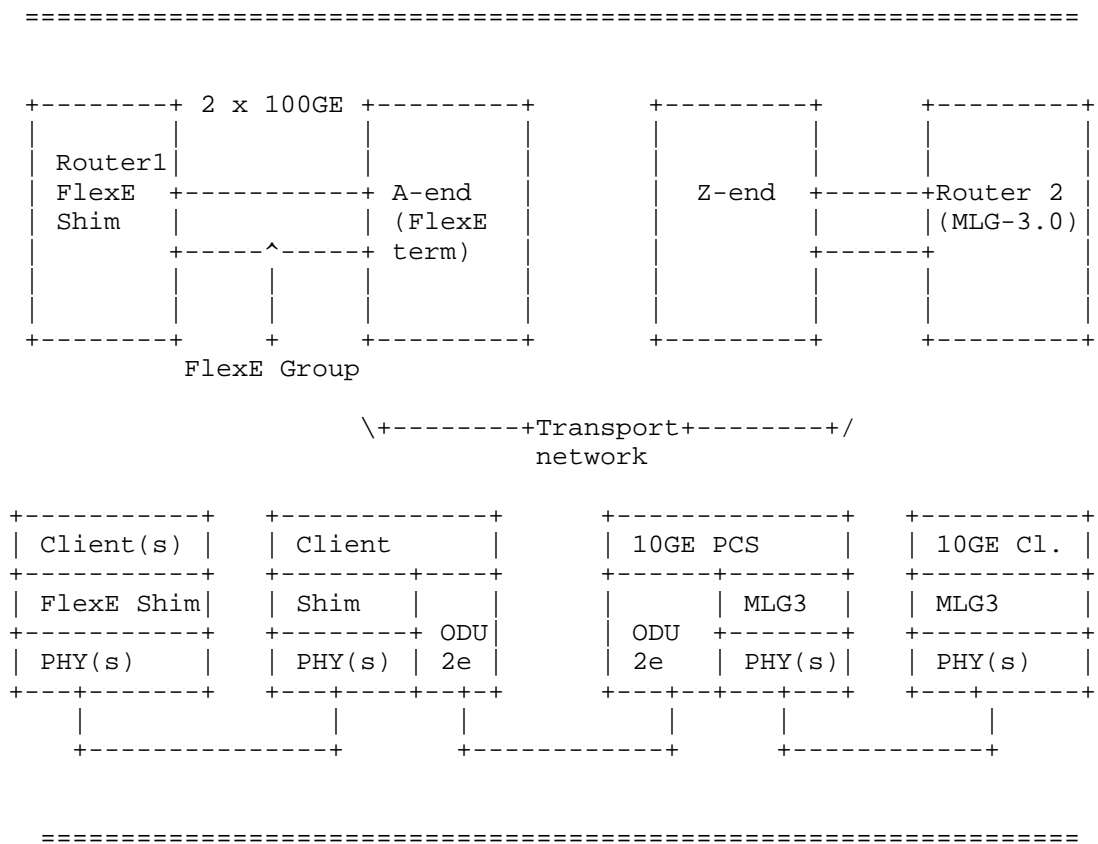 2 x 100GE
Router1
FlexE A-end Z-end Router 2
Shim (FlexE (MLG-3.0)
term)
FlexE Group
Transport
network
Client(s) Client 10GE PCS 10GE Cl.
FlexE Shim Shim MLG3 MLG3
ODU ODU
PHY(s) PHY(s) 2e 2e PHY(s) PHY(s)